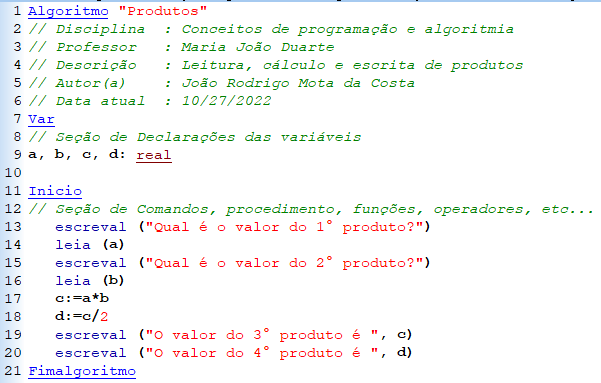 1 Algoritmo "Produtos"
2 // Disciplina  : Conceitos de programação e algoritmia
3 // Professor   : Maria João Duarte
4 // Descrição   : Leitura, cálculo e escrita de produtos
5 // Autor(a)    : João Rodrigo Mota da Costa
6 // Data atual  : 10/27/2022
7 Var
8 // Seção de Declarações das variáveis
9 a, b, c, d: real
10
11 Inicio
12 // Seção de Comandos, procedimento, funções, operadores, etc...
13    escreval ("Qual é o valor do 1° produto?")
14    leia (a)
15    escreval ("Qual é o valor do 2° produto?")
16    leia (b)
17    c:=a*b
18    d:=c/2
19    escreval ("O valor do 3° produto é ", c)
20    escreval ("O valor do 4° produto é ", d)
21 Fimalgoritmo